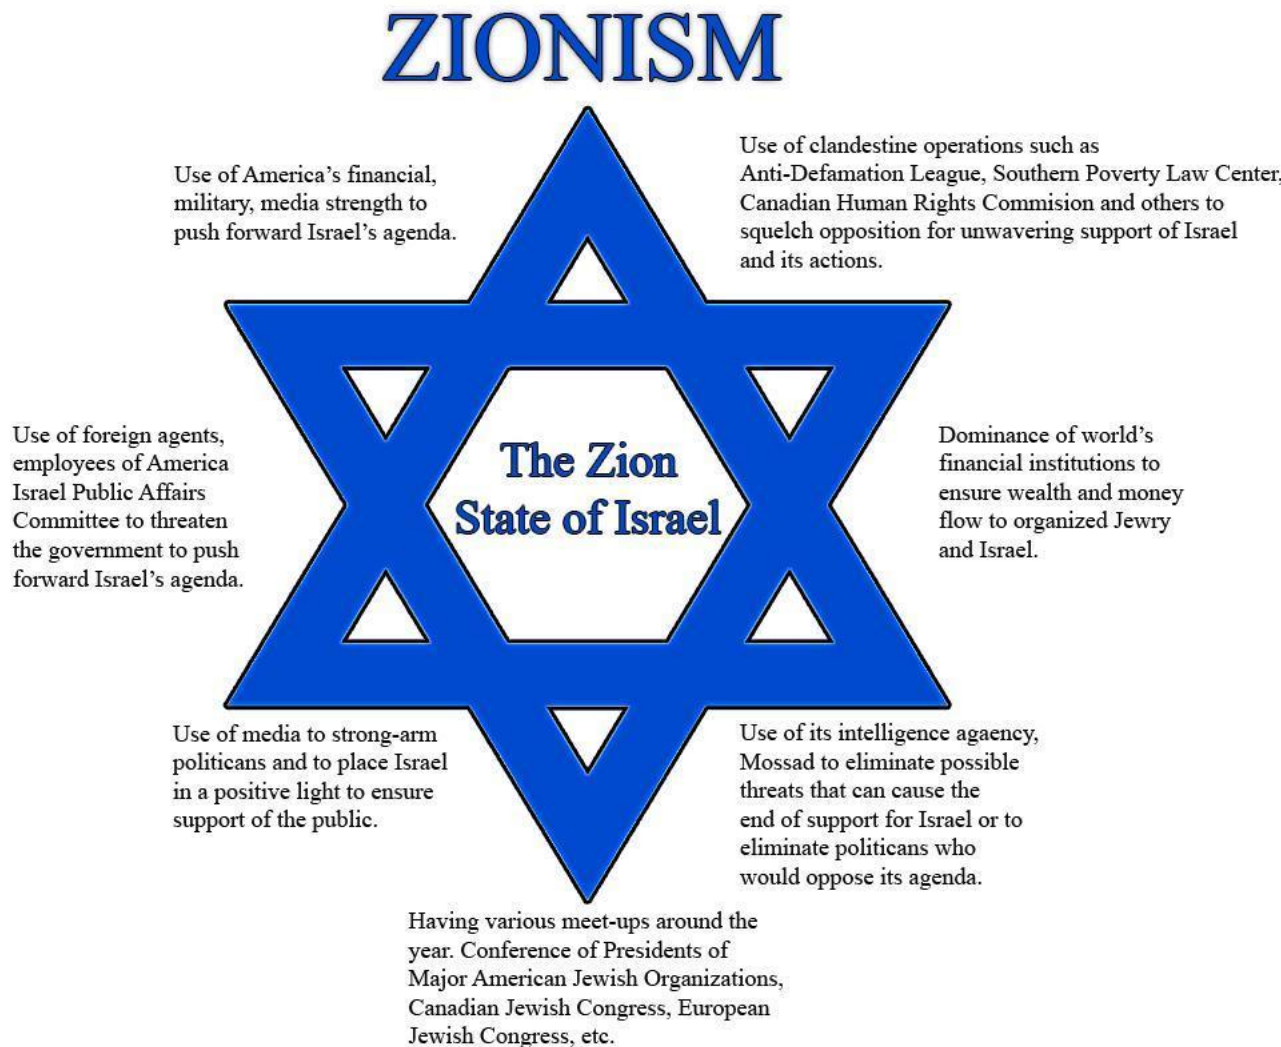 ZIONISM
Use of America's financial,
military, media strength to
push forward Israel's agenda.
Use of clandestine operations such as
Anti-Defamation League, Southern Poverty Law Center,
Canadian Human Rights Commision and others to
squelch opposition for unwavering support of Israel
and its actions.
Use of foreign agents,
employees of America
Israel Public Affairs
Committee to threaten
the government to push
forward Israel's agenda.
The Zion
State of Israel
Dominance of world's
financial institutions to
ensure wealth and money
flow to organized Jewry
and Israel.
Use of media to strong-arm
politicans and to place Israel
in a positive light to ensure
support of the public.
Use of its intelligence agaency,
Mossad to eliminate possible
threats that can cause the
end of support for Israel or to
eliminate politicans who
would oppose its agenda.
Having various meet-ups around the
year. Conference of Presidents of
Major American Jewish Organizations,
Canadian Jewish Congress, European
Jewish Congress, etc.